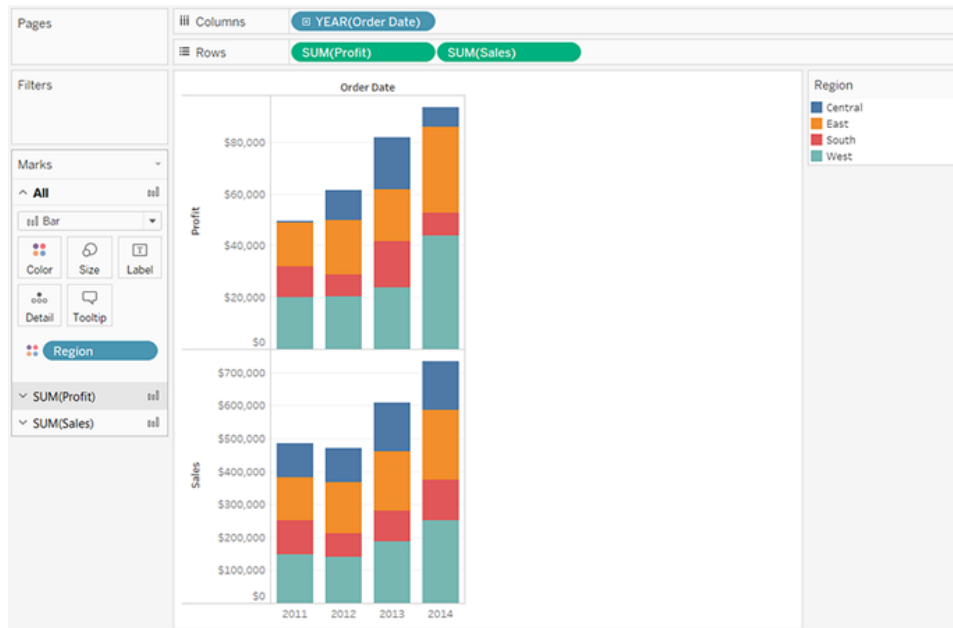 Pages
Columns
YEAR(Order Date)
Rows
SUM(Profit)
SUM(Sales)
Filters
Marks
All
Bar
Color
Size
Label
Detail
Tooltip
Region
SUM(Profit)
SUM(Sales)
Order Date
Profit
$80,000
$60,000
$40,000
$20,000
$0
Sales
$700,000
$600,000
$500,000
$400,000
$300,000
$200,000
$100,000
$0
2011 2012 2013 2014
Region
Central
East
South
West